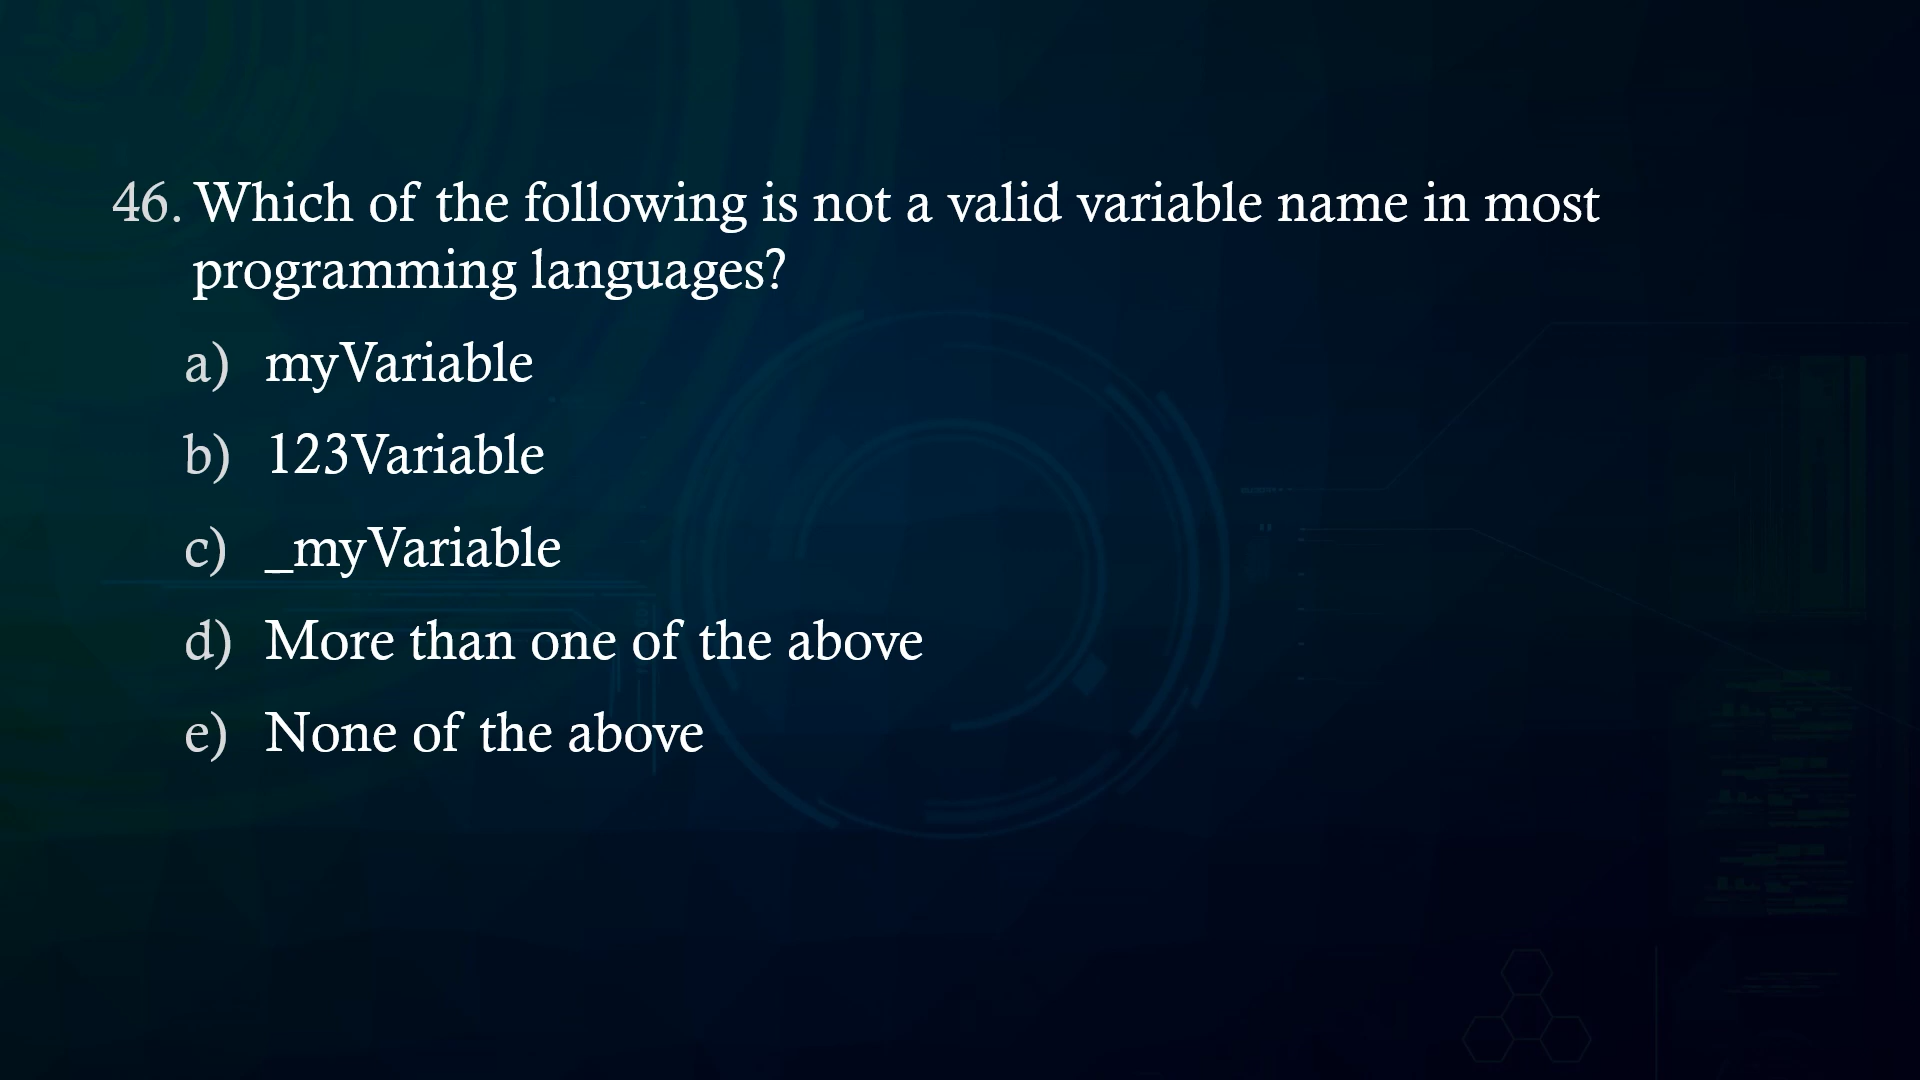 46. Which of the following is not a valid variable name in most
programming languages?
a) myVariable
b) 123Variable
c) _myVariable
d) More than one of the above
e) None of the above